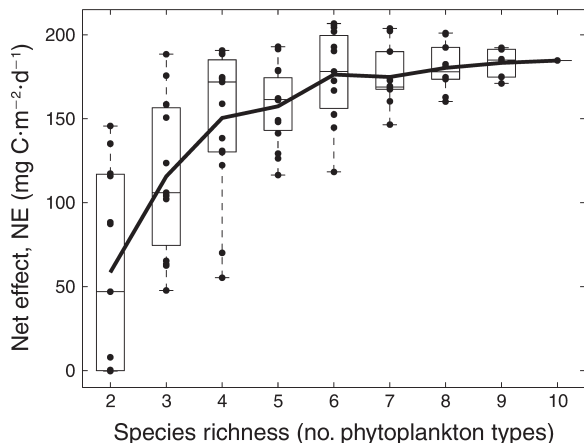 200
150
100
50
0
2 3 4 5 6 7 8 9 10
Net effect, NE (mg C·m⁻²·d⁻¹)
Species richness (no. phytoplankton types)